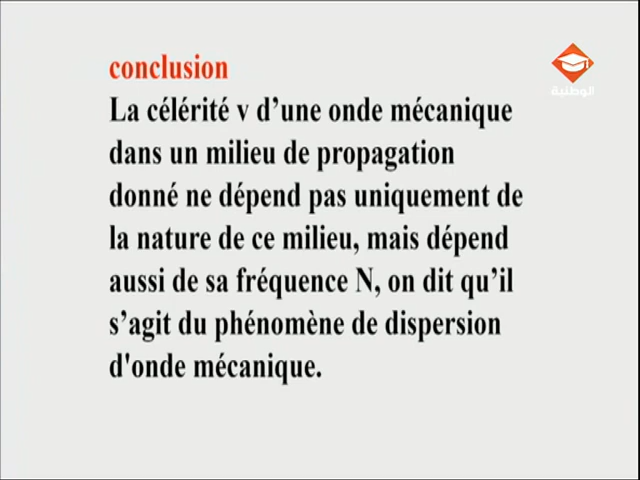 conclusion
La célérité v d’une onde mécanique
dans un milieu de propagation
donné ne dépend pas uniquement de
la nature de ce milieu, mais dépend
aussi de sa fréquence N, on dit qu’il
s’agit du phénomène de dispersion
d'onde mécanique.
الوطنية